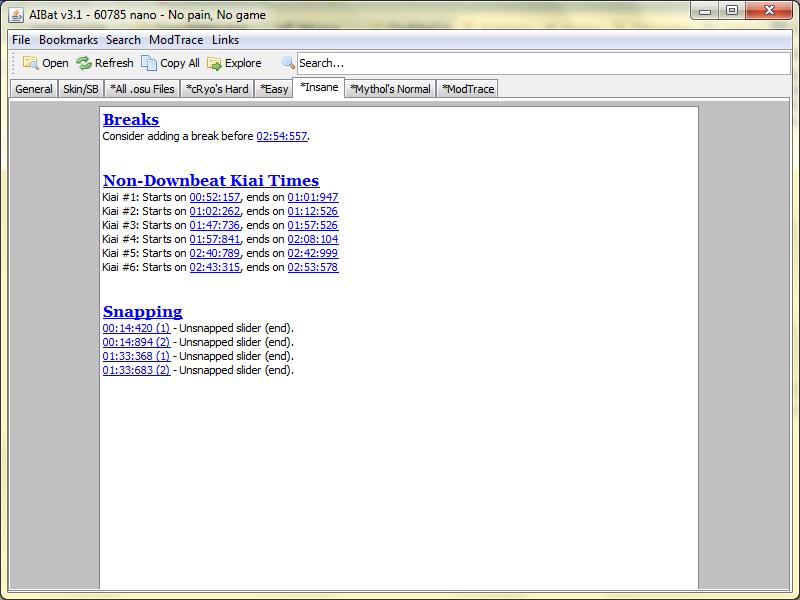 AIBat v3.1 - 60785 nano - No pain, No game
File Bookmarks Search ModTrace Links
Open Refresh Copy All Explore Search...
General Skin/SB *All .osu Files *cRyo's Hard *Easy *Insane *Mythol's Normal *ModTrace
Breaks
Consider adding a break before 02:54:557.
Non-Downbeat Kiai Times
Kiai #1: Starts on 00:52:157, ends on 01:01:947
Kiai #2: Starts on 01:02:262, ends on 01:12:526
Kiai #3: Starts on 01:47:736, ends on 01:57:526
Kiai #4: Starts on 01:57:841, ends on 02:08:104
Kiai #5: Starts on 02:40:789, ends on 02:42:999
Kiai #6: Starts on 02:43:315, ends on 02:53:578
Snapping
00:14:420 (1) - Unsnapped slider (end).
00:14:894 (2) - Unsnapped slider (end).
01:33:368 (1) - Unsnapped slider (end).
01:33:683 (2) - Unsnapped slider (end).